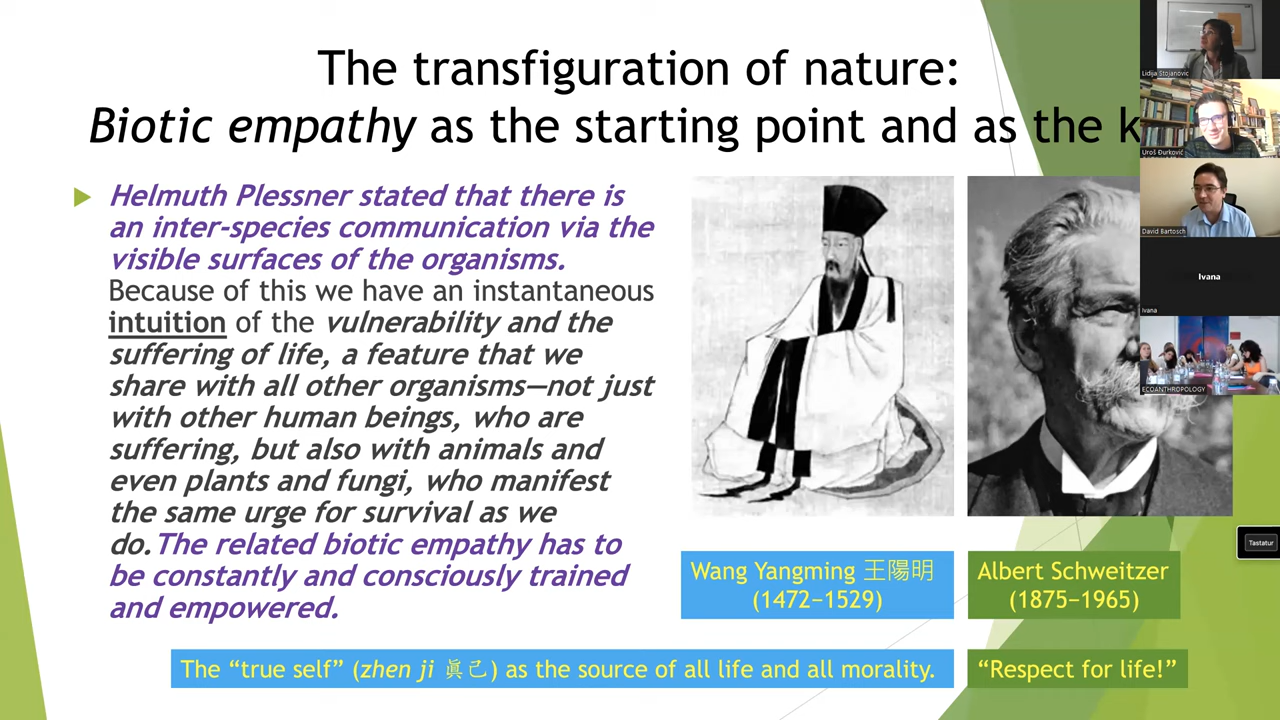 The transfiguration of nature:
Biotic empathy as the starting point and as the k
Helmuth Plessner stated that there is
an inter-species communication via the
visible surfaces of the organisms.
Because of this we have an instantaneous
intuition of the vulnerability and the
suffering of life, a feature that we
share with all other organisms—not just
with other human beings, who are
suffering, but also with animals and
even plants and fungi, who manifest
the same urge for survival as we
do. The related biotic empathy has to
be constantly and consciously trained
and empowered.
Wang Yangming 王陽明
(1472−1529)
Albert Schweitzer
(1875−1965)
The “true self” (zhen ji 眞己) as the source of all life and all morality.
“Respect for life!”
Lidija Stojanovic
Uroš Đurković
David Bartosch
Ivana
Ivana
ECOANTHROPOLOGY
Tastatur